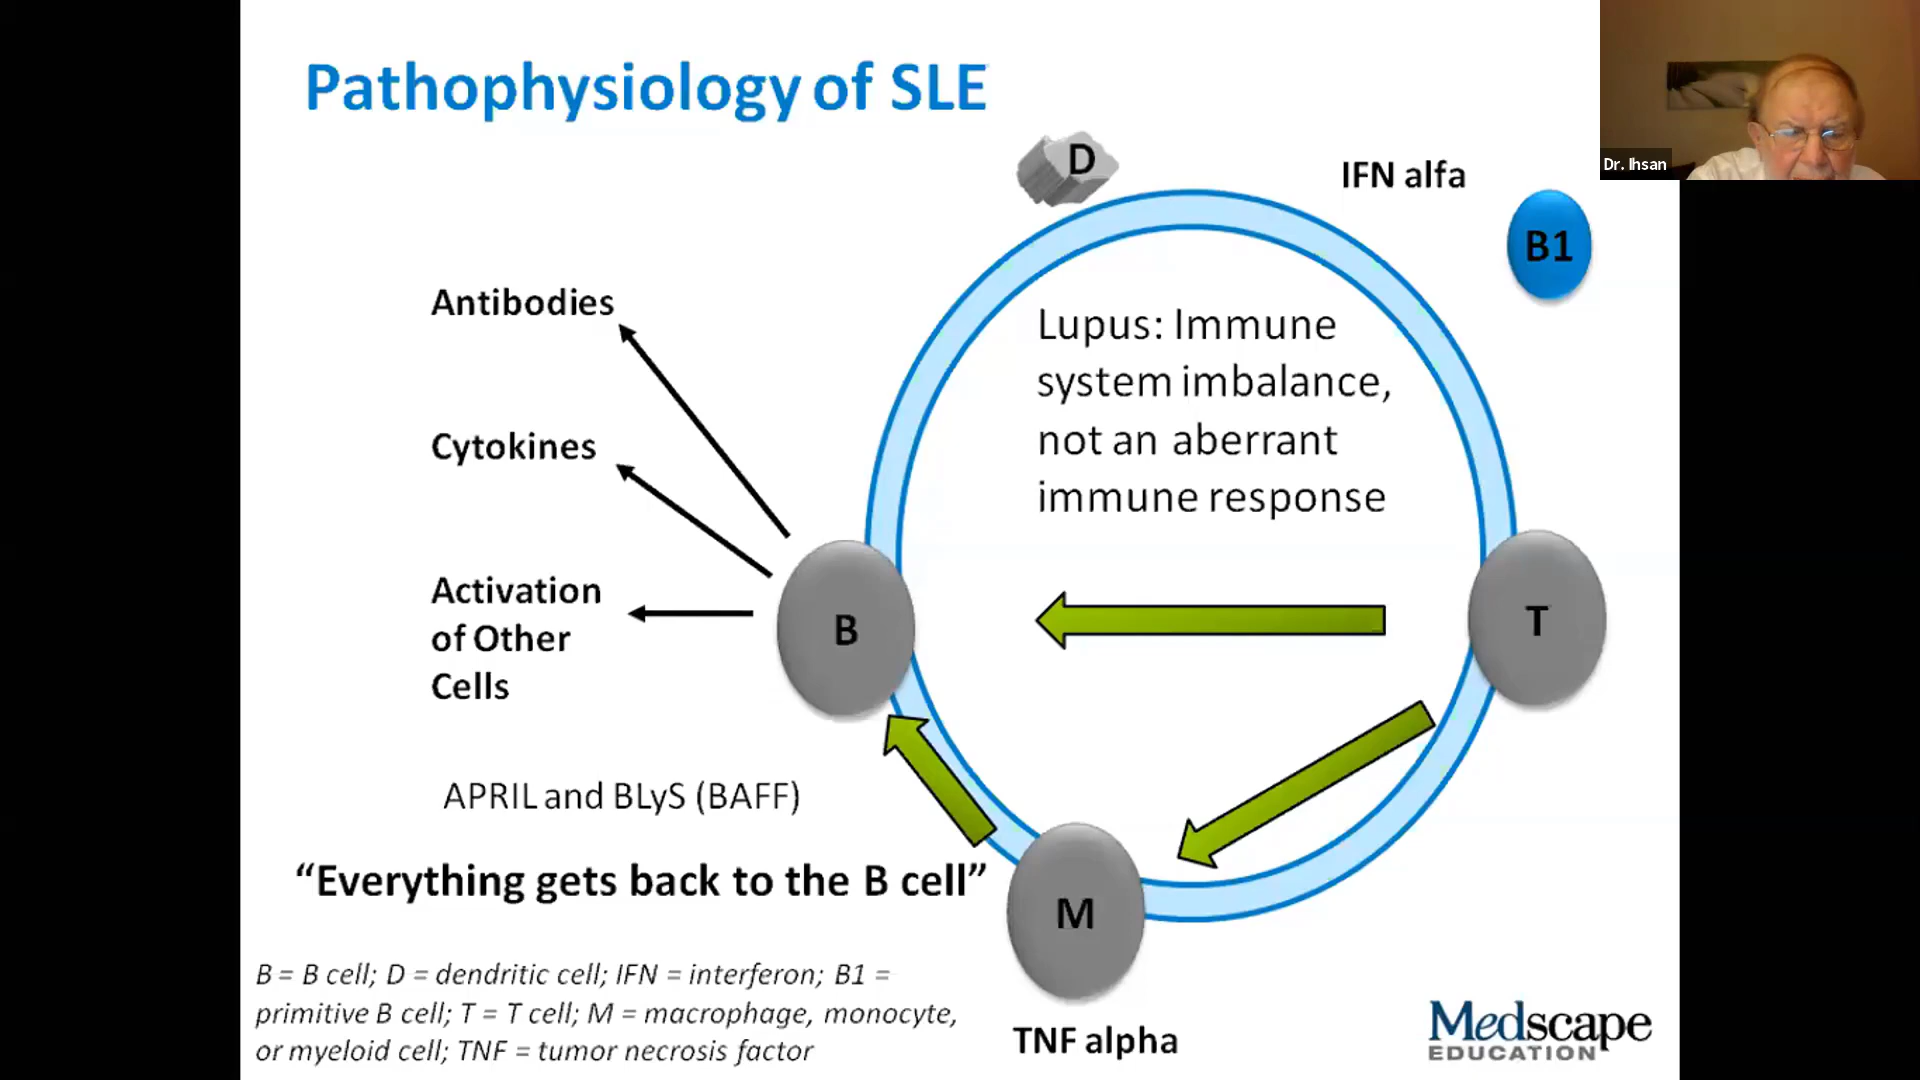 Pathophysiology of SLE
Dr. Ihsan
D
IFN alfa
B1
Antibodies
Lupus: Immune
system imbalance,
not an aberrant
immune response
Cytokines
Activation
of Other
Cells
B
T
APRIL and BLyS (BAFF)
“Everything gets back to the B cell”
M
TNF alpha
B = B cell; D = dendritic cell; IFN = interferon; B1 =
primitive B cell; T = T cell; M = macrophage, monocyte,
or myeloid cell; TNF = tumor necrosis factor
Medscape
EDUCATION